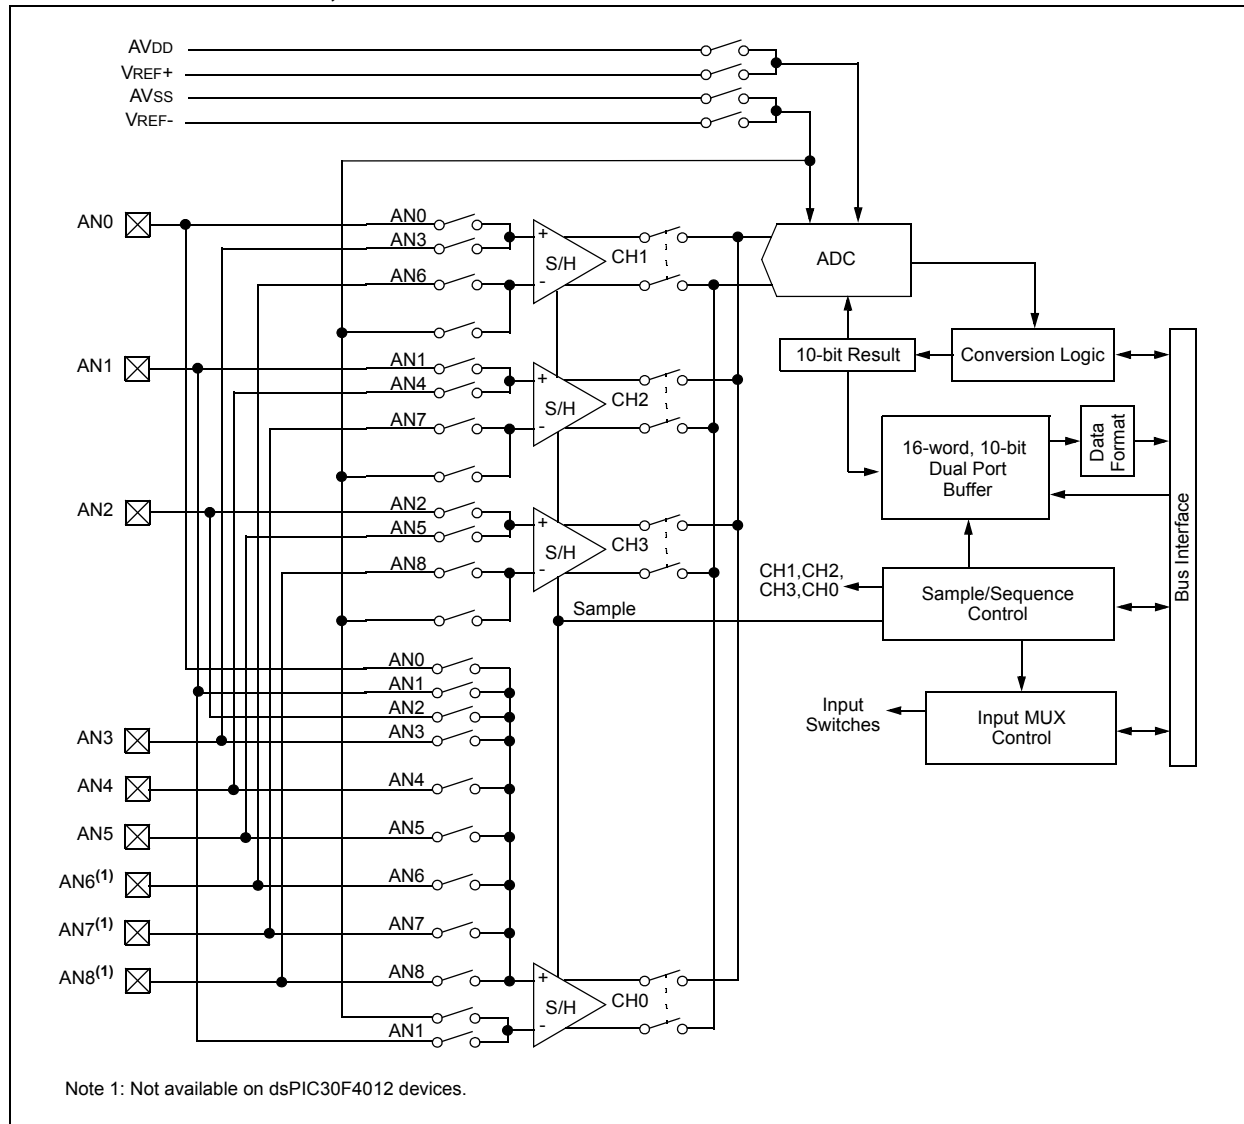 AVDD
VREF+
AVSS
VREF-
AN0
AN0
AN3
AN6
+
-
S/H
CH1
ADC
AN1
AN1
AN4
AN7
+
-
S/H
CH2
10-bit Result
Conversion Logic
16-word, 10-bit
Dual Port
Buffer
Data
Format
Bus Interface
AN2
AN2
AN5
AN8
+
-
S/H
CH3
CH1,CH2,
CH3,CH0
Sample/Sequence
Control
Sample
Input
Switches
Input MUX
Control
AN0
AN1
AN2
AN3
AN3
AN4
AN4
AN5
AN5
AN6(1)
AN6
AN7(1)
AN7
AN8(1)
AN8
AN1
+
-
S/H
CH0
Note 1: Not available on dsPIC30F4012 devices.